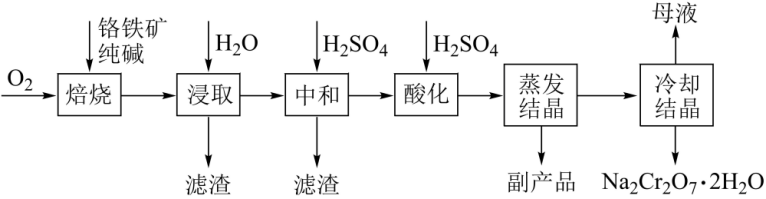 铬铁矿
纯碱
H₂O
H₂SO₄
H₂SO₄
母液
O₂
焙烧
浸取
中和
酸化
蒸发
结晶
冷却
结晶
滤渣
滤渣
副产品
Na₂Cr₂O₇·2H₂O